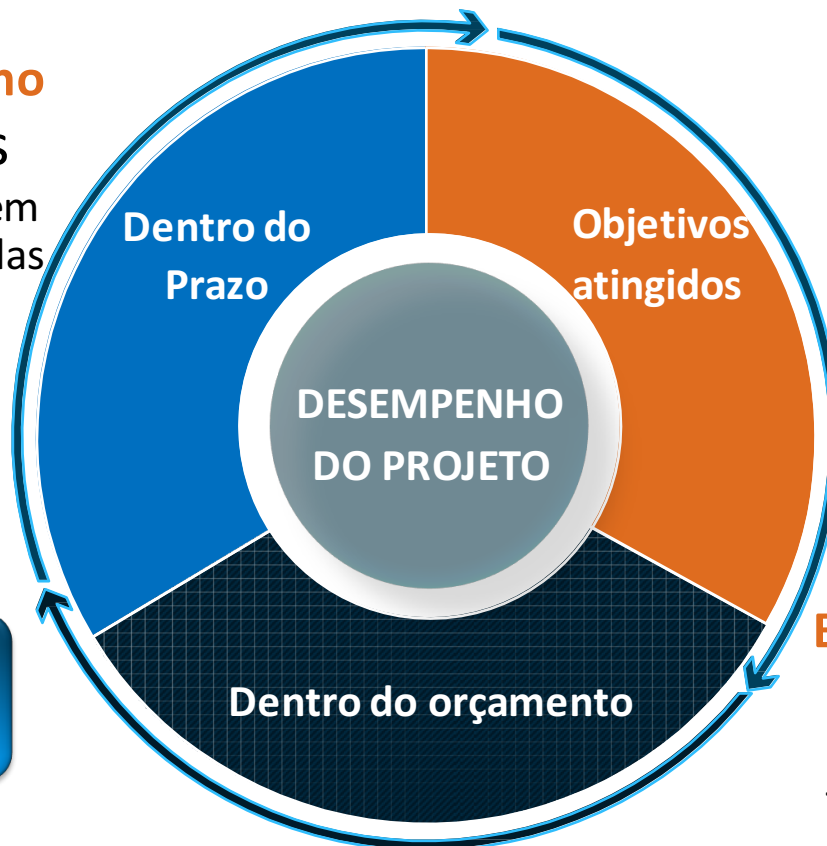 Dentro do
Prazo
Objetivos
atingidos
DESEMPENHO
DO PROJETO
Dentro do orçamento